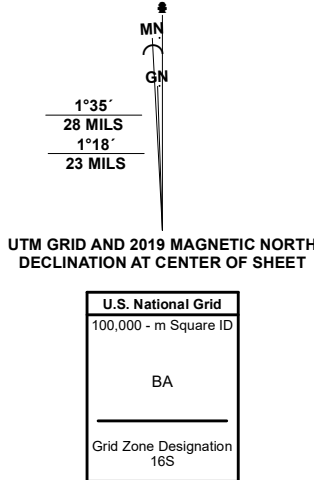 MN
GN
1°35´
28 MILS
1°18´
23 MILS
UTM GRID AND 2019 MAGNETIC NORTH
DECLINATION AT CENTER OF SHEET
U.S. National Grid
100,000 - m Square ID
BA
Grid Zone Designation
16S